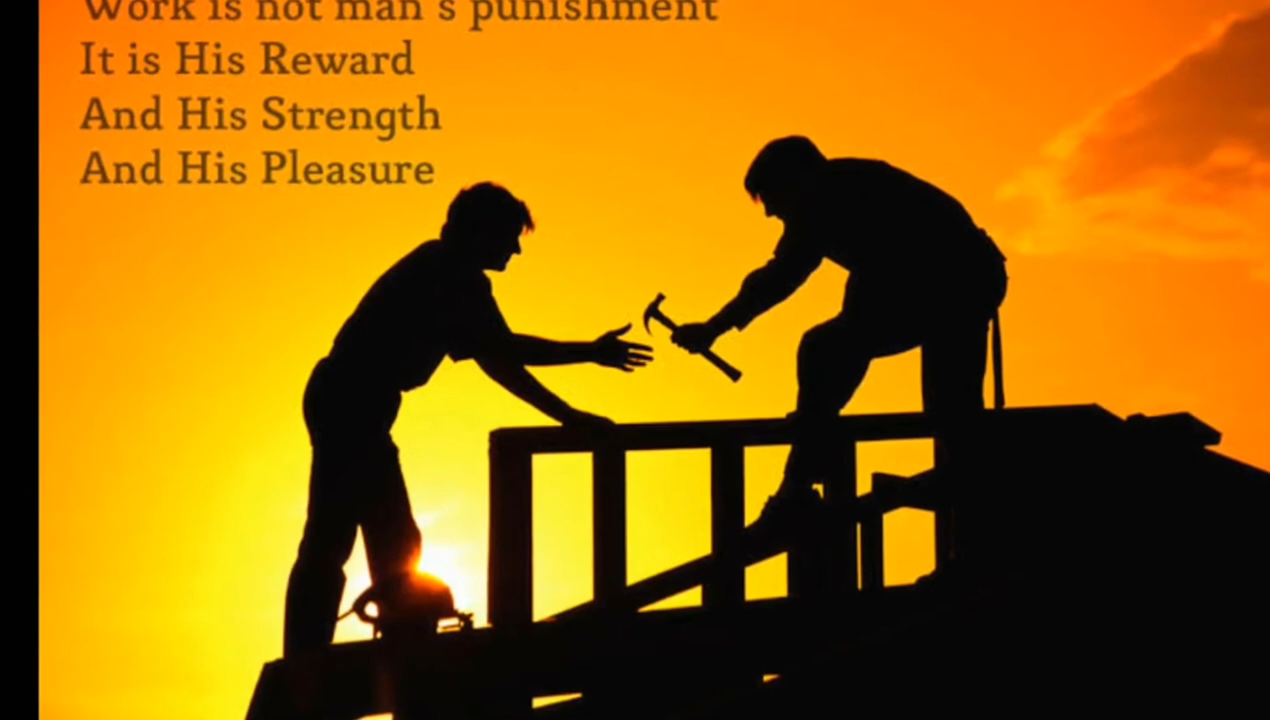 Work is not man's punishment
It is His Reward
And His Strength
And His Pleasure